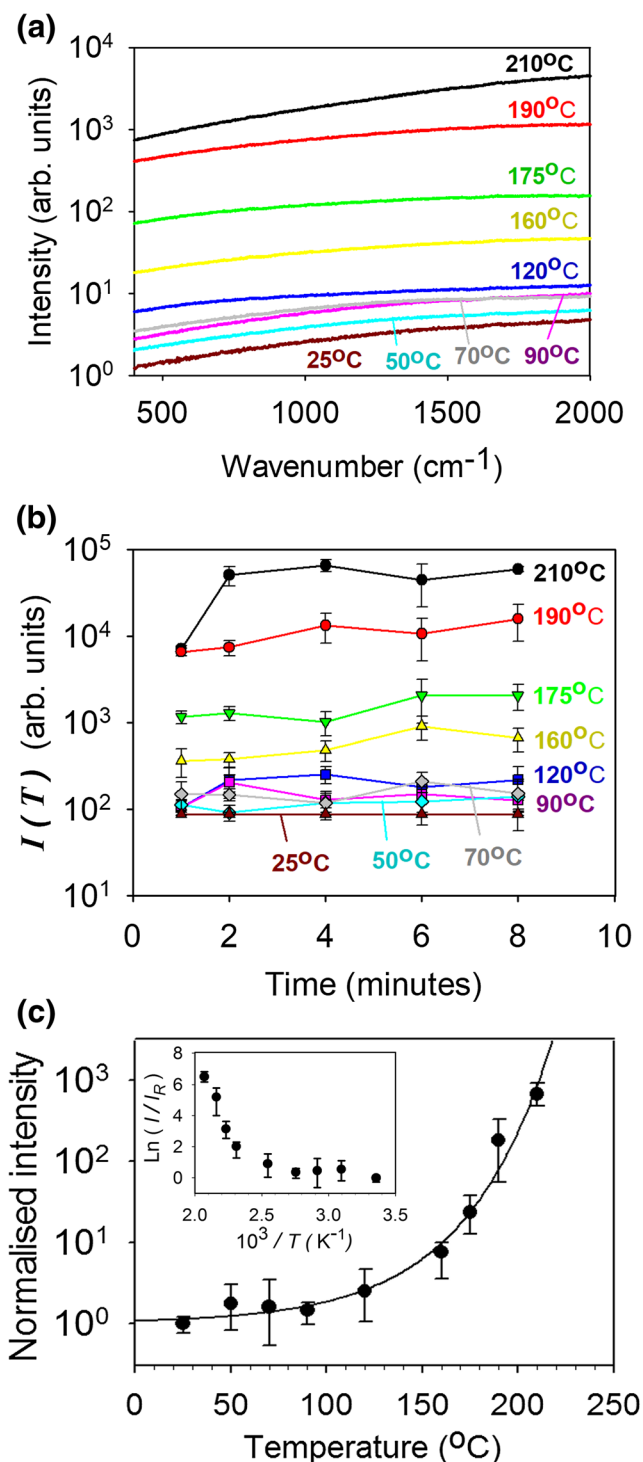 (a)
10⁴
10³
10²
10¹
10⁰
Intensity (arb. units)
210ºC
190ºC
175ºC
160ºC
120ºC
25ºC
50ºC
70ºC
90ºC
500 1000 1500 2000
Wavenumber (cm⁻¹)
(b)
10⁵
10⁴
10³
10²
10¹
I (T) (arb. units)
210ºC
190ºC
175ºC
160ºC
120ºC
90ºC
25ºC
50ºC
70ºC
0 2 4 6 8 10
Time (minutes)
(c)
10³
10²
10¹
10⁰
Normalised intensity
8
6
4
2
0
Ln ( I / I_R )
2.0 2.5 3.0 3.5
10³ / T ( K⁻¹)
0 50 100 150 200 250
Temperature (ºC)